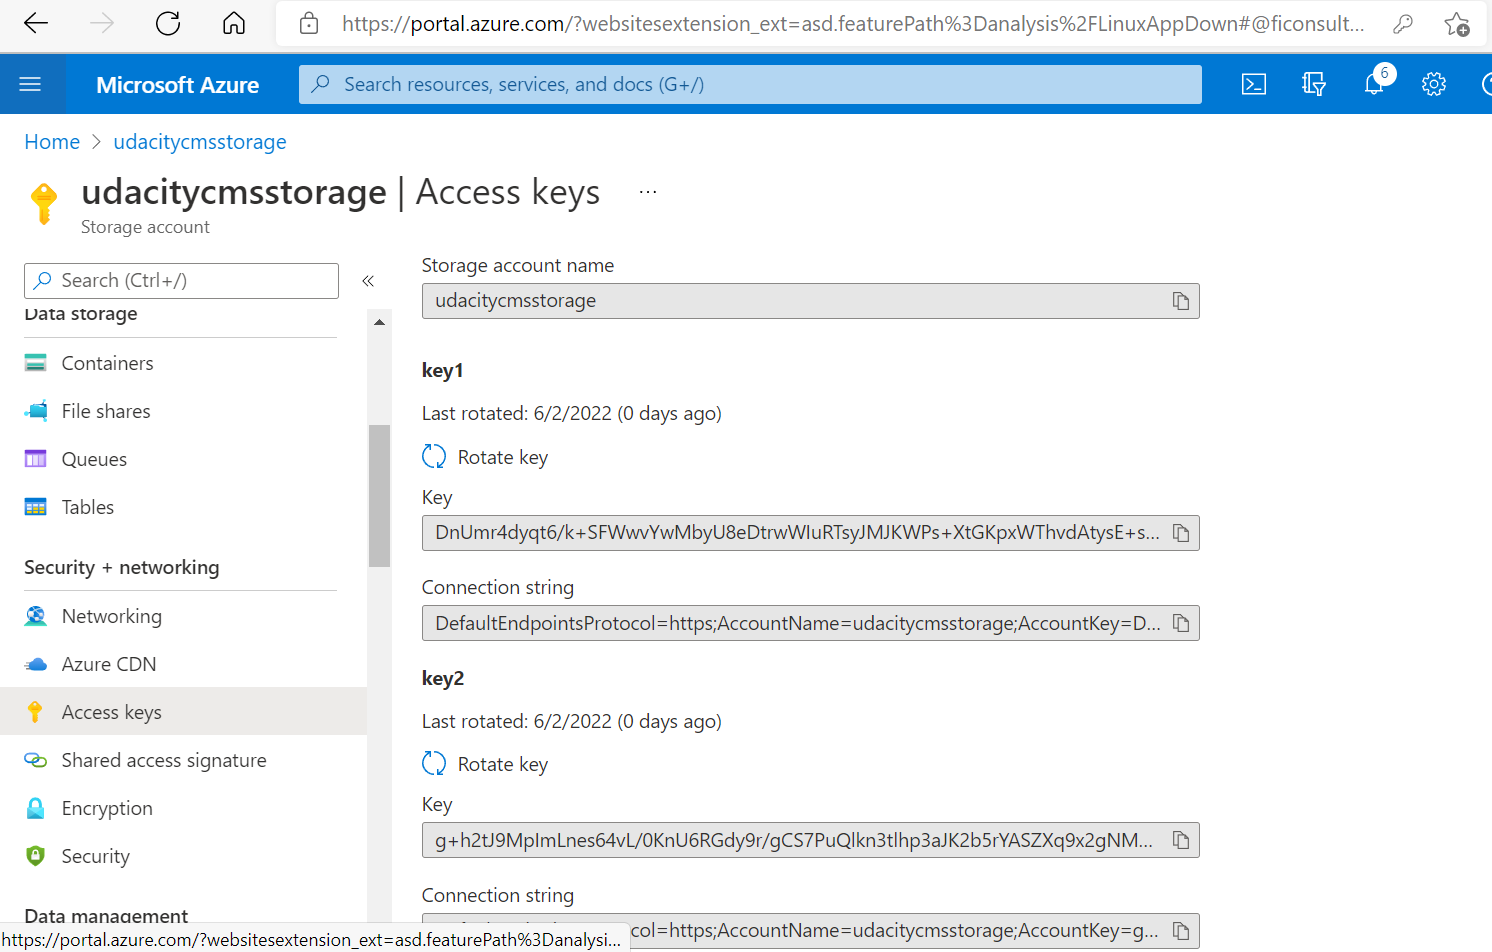 https://portal.azure.com/?websitesextension_ext=asd.featurePath%3Danalysis%2FLinuxAppDown#@ficonsult...
Microsoft Azure
Search resources, services, and docs (G+/)
6
Home > udacitycmsstorage
udacitycmsstorage | Access keys ...
Storage account
Search (Ctrl+/)
«
Data storage
Containers
File shares
Queues
Tables
Security + networking
Networking
Azure CDN
Access keys
Shared access signature
Encryption
Security
Data management
Storage account name
udacitycmsstorage
key1
Last rotated: 6/2/2022 (0 days ago)
Rotate key
Key
DnUmr4dyqt6/k+SFWwvYwMbyU8eDtrwWIuRTsyJMJKWPs+XtGKpxWThvdAtysE+s...
Connection string
DefaultEndpointsProtocol=https;AccountName=udacitycmsstorage;AccountKey=D...
key2
Last rotated: 6/2/2022 (0 days ago)
Rotate key
Key
g+h2tJ9MpImLnes64vL/0KnU6RGdy9r/gCS7PuQlkn3tlhp3aJK2b5rYASZXq9x2gNM...
Connection string
col=https;AccountName=udacitycmsstorage;AccountKey=g...
https://portal.azure.com/?websitesextension_ext=asd.featurePath%3Danalysi...